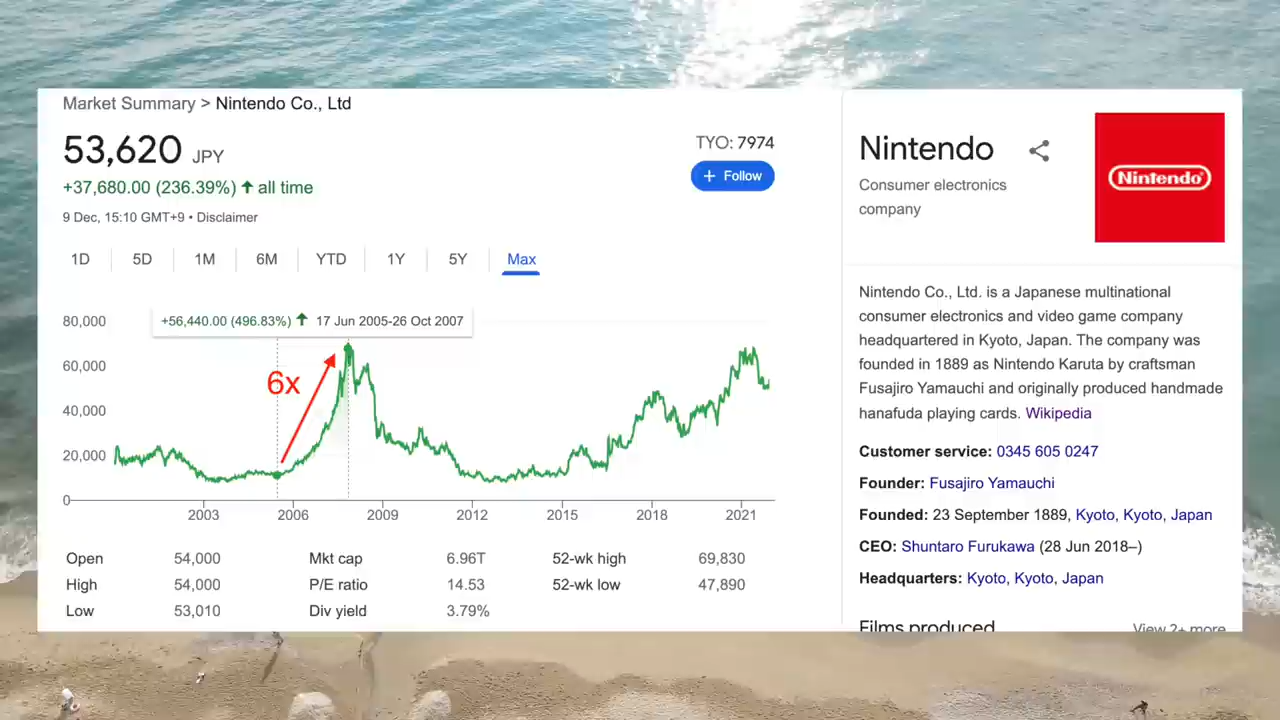 Market Summary > Nintendo Co., Ltd
53,620 JPY
TYO: 7974
+37,680.00 (236.39%) ↑ all time
+ Follow
9 Dec, 15:10 GMT+9 • Disclaimer
1D 5D 1M 6M YTD 1Y 5Y Max
+56,440.00 (496.83%) ↑ 17 Jun 2005-26 Oct 2007
80,000
60,000
40,000
20,000
0
6x
2003 2006 2009 2012 2015 2018 2021
Open 54,000 Mkt cap 6.96T 52-wk high 69,830
High 54,000 P/E ratio 14.53 52-wk low 47,890
Low 53,010 Div yield 3.79%
Nintendo
Consumer electronics
company
Nintendo
Nintendo Co., Ltd. is a Japanese multinational
consumer electronics and video game company
headquartered in Kyoto, Japan. The company was
founded in 1889 as Nintendo Karuta by craftsman
Fusajiro Yamauchi and originally produced handmade
hanafuda playing cards. Wikipedia
Customer service: 0345 605 0247
Founder: Fusajiro Yamauchi
Founded: 23 September 1889, Kyoto, Kyoto, Japan
CEO: Shuntaro Furukawa (28 Jun 2018–)
Headquarters: Kyoto, Kyoto, Japan
Films produced
View 2+ more